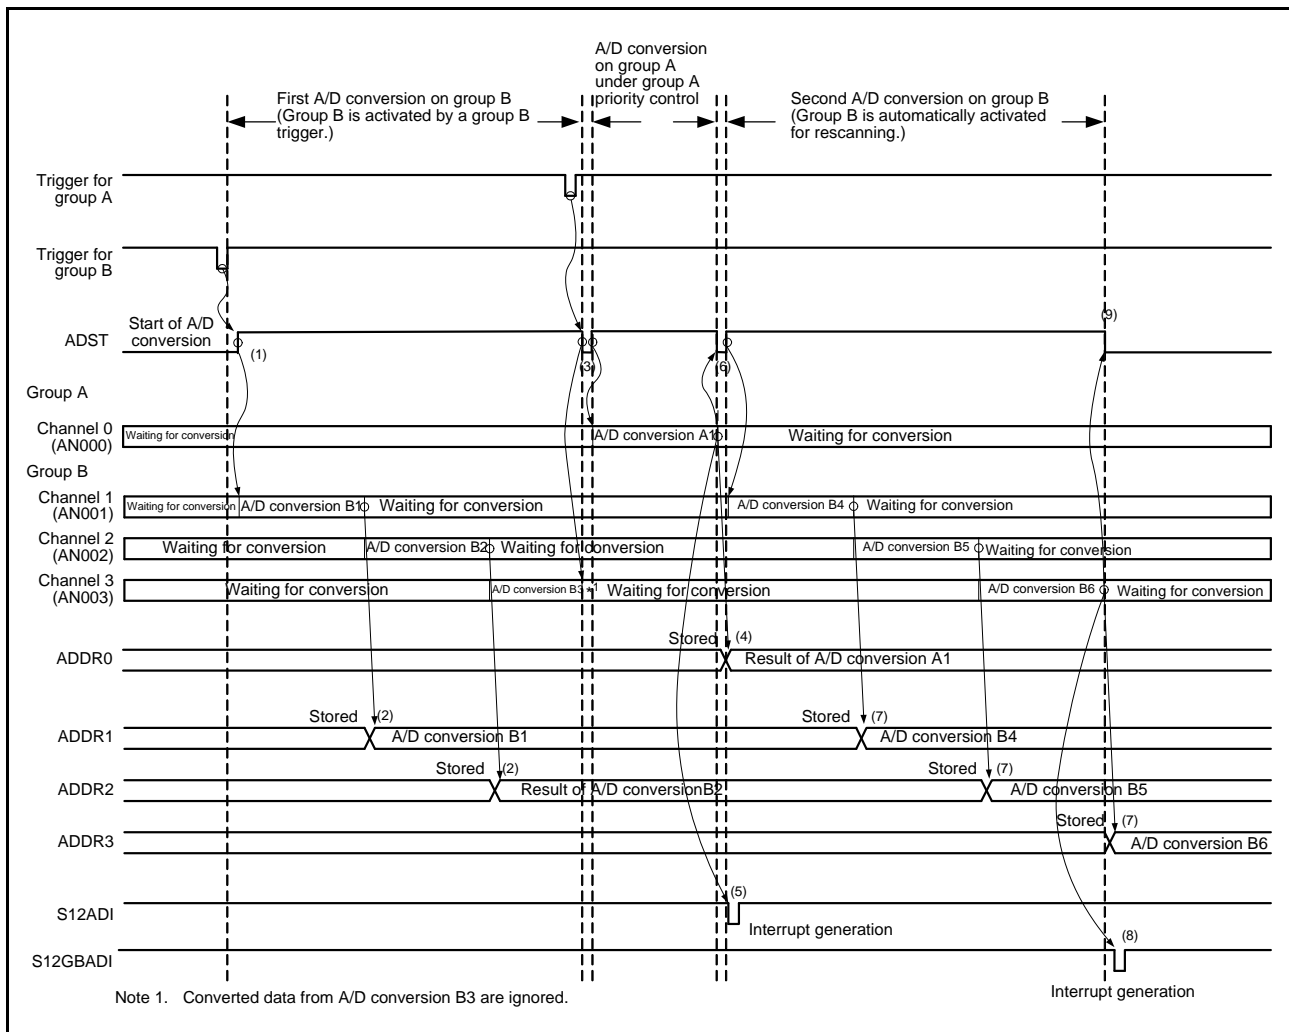 A/D conversion
on group A
under group A
priority control
First A/D conversion on group B
(Group B is activated by a group B
trigger.)
Second A/D conversion on group B
(Group B is automatically activated
for rescanning.)
Trigger for
group A
Trigger for
group B
Start of A/D
conversion
ADST
(1)
(3)
(6)
(9)
Group A
Channel 0
(AN000)
Waiting for conversion
A/D conversion A1
Waiting for conversion
Group B
Channel 1
(AN001)
Waiting for conversion
A/D conversion B1
Waiting for conversion
A/D conversion B4
Waiting for conversion
Channel 2
(AN002)
Waiting for conversion
A/D conversion B2
Waiting for conversion
A/D conversion B5
Waiting for conversion
Channel 3
(AN003)
Waiting for conversion
A/D conversion B3 *1
Waiting for conversion
A/D conversion B6
Waiting for conversion
ADDR0
Stored
(4)
Result of A/D conversion A1
ADDR1
Stored
(2)
A/D conversion B1
Stored
(7)
A/D conversion B4
ADDR2
Stored
(2)
Result of A/D conversionB2
Stored
(7)
A/D conversion B5
ADDR3
Stored
(7)
A/D conversion B6
S12ADI
(5)
Interrupt generation
S12GBADI
(8)
Interrupt generation
Note 1. Converted data from A/D conversion B3 are ignored.